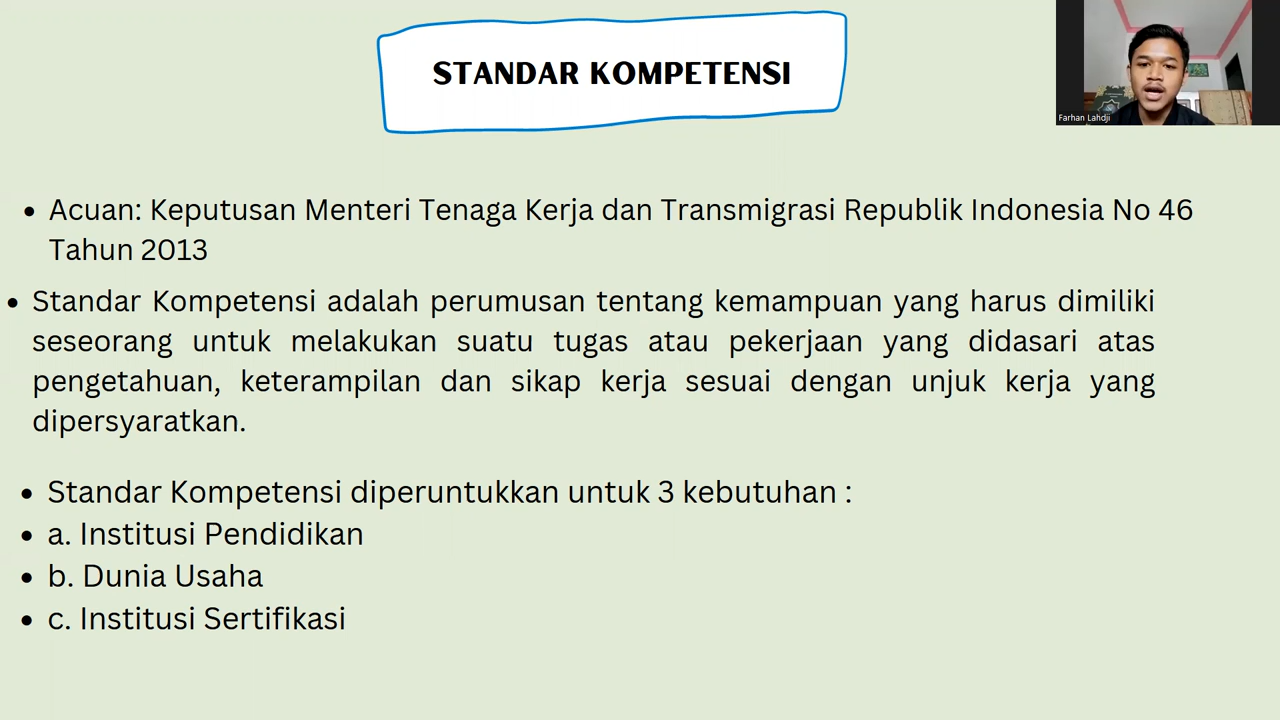 STANDAR KOMPETENSI
Farhan Lahdji
• Acuan: Keputusan Menteri Tenaga Kerja dan Transmigrasi Republik Indonesia No 46
Tahun 2013
• Standar Kompetensi adalah perumusan tentang kemampuan yang harus dimiliki
seseorang untuk melakukan suatu tugas atau pekerjaan yang didasari atas
pengetahuan, keterampilan dan sikap kerja sesuai dengan unjuk kerja yang
dipersyaratkan.
• Standar Kompetensi diperuntukkan untuk 3 kebutuhan :
• a. Institusi Pendidikan
• b. Dunia Usaha
• c. Institusi Sertifikasi